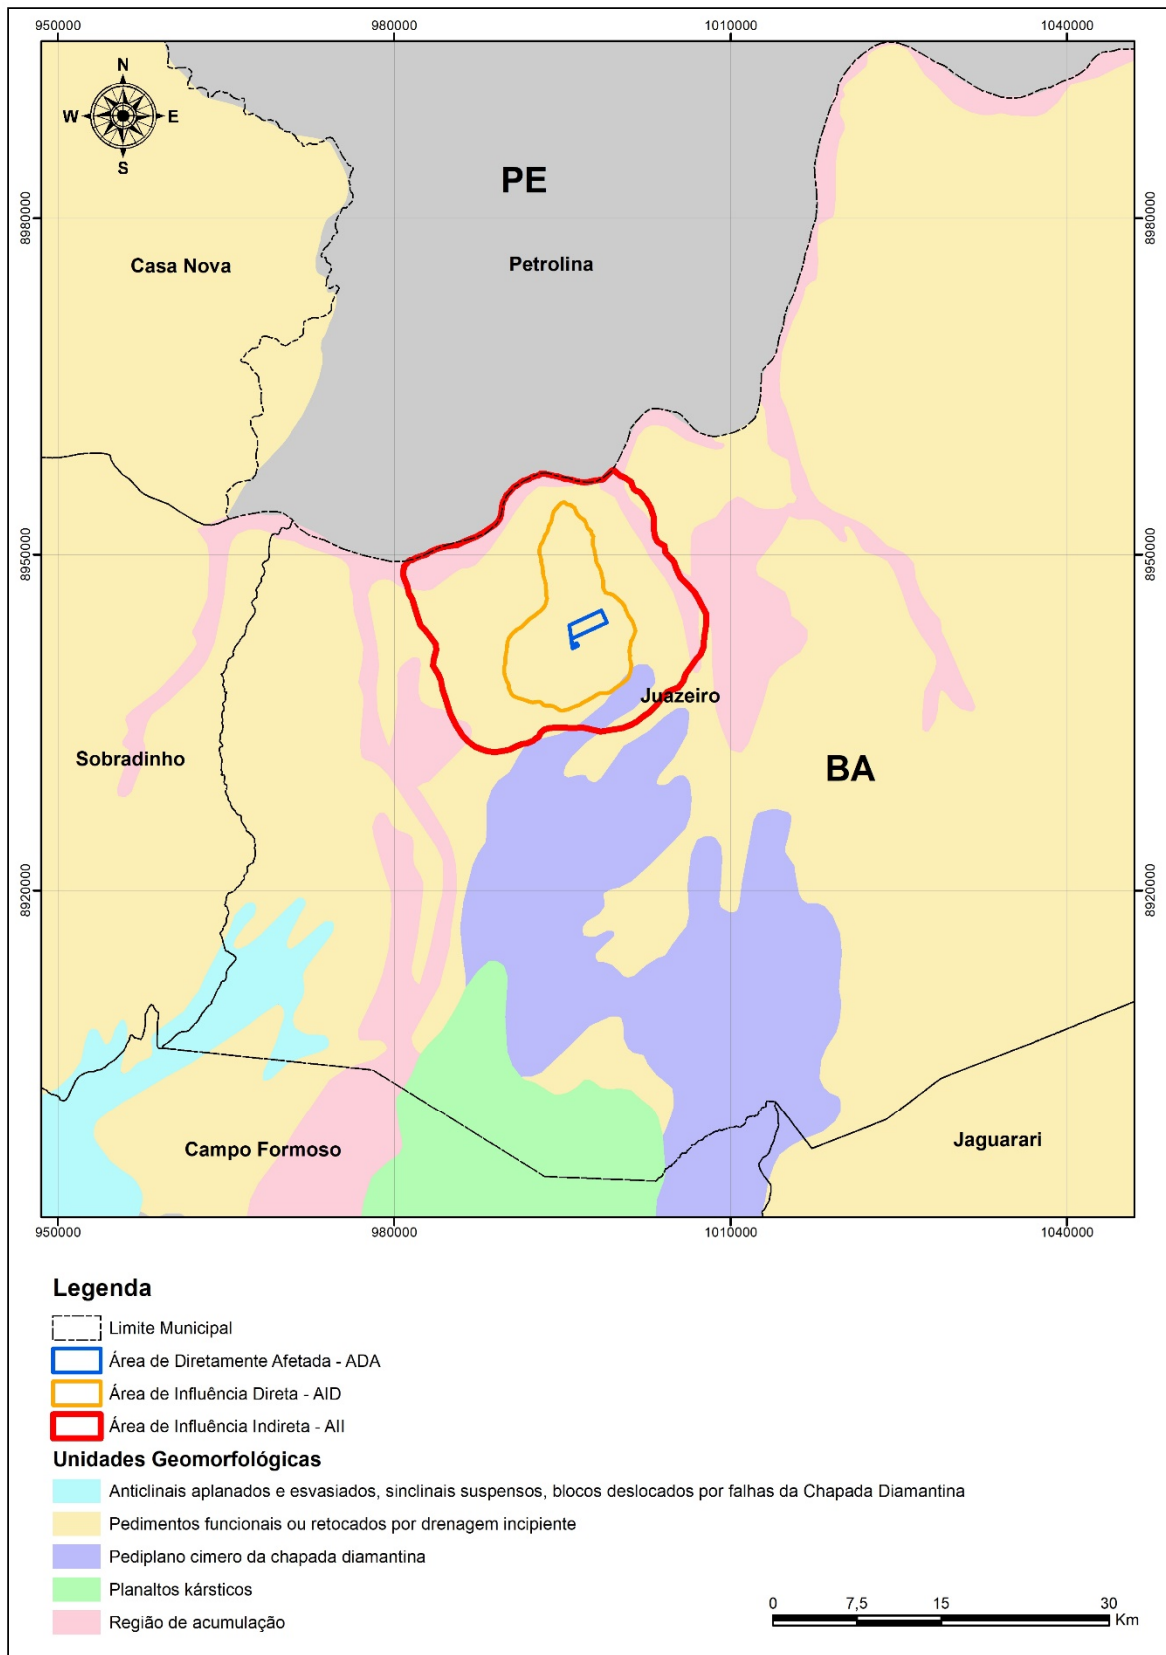 950000 980000 1010000 1040000
N
W E
S
PE
8980000 8980000
Casa Nova Petrolina
8950000 8950000
Juazeiro
Sobradinho
BA
8920000 8920000
Campo Formoso
Jaguarari
950000 980000 1010000 1040000
Legenda
Limite Municipal
Área de Diretamente Afetada - ADA
Área de Influência Direta - AID
Área de Influência Indireta - AII
Unidades Geomorfológicas
Anticlinais aplanados e esvasiados, sinclinais suspensos, blocos deslocados por falhas da Chapada Diamantina
Pedimentos funcionais ou retocados por drenagem incipiente
Pediplano cimero da chapada diamantina
Planaltos kársticos
Região de acumulação
0 7,5 15 30
Km